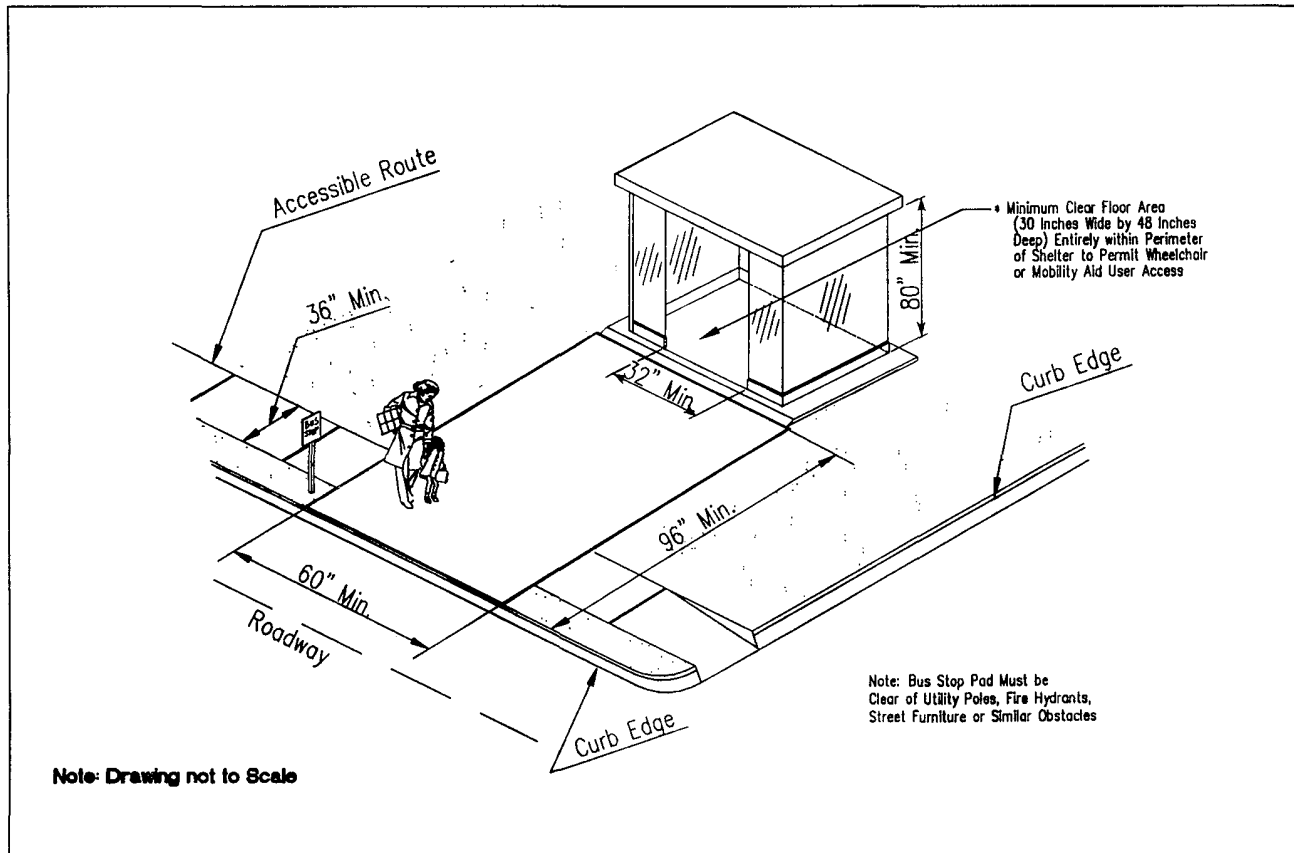 Accessible Route
36" Min.
Bus
Stop
* Minimum Clear Floor Area
(30 Inches Wide by 48 Inches
Deep) Entirely within Perimeter
of Shelter to Permit Wheelchair
or Mobility Aid User Access
80" Min.
32" Min.
Curb Edge
96" Min.
60" Min.
Roadway
Curb Edge
Note: Bus Stop Pad Must be
Clear of Utility Poles, Fire Hydrants,
Street Furniture or Similar Obstacles
Note: Drawing not to Scale